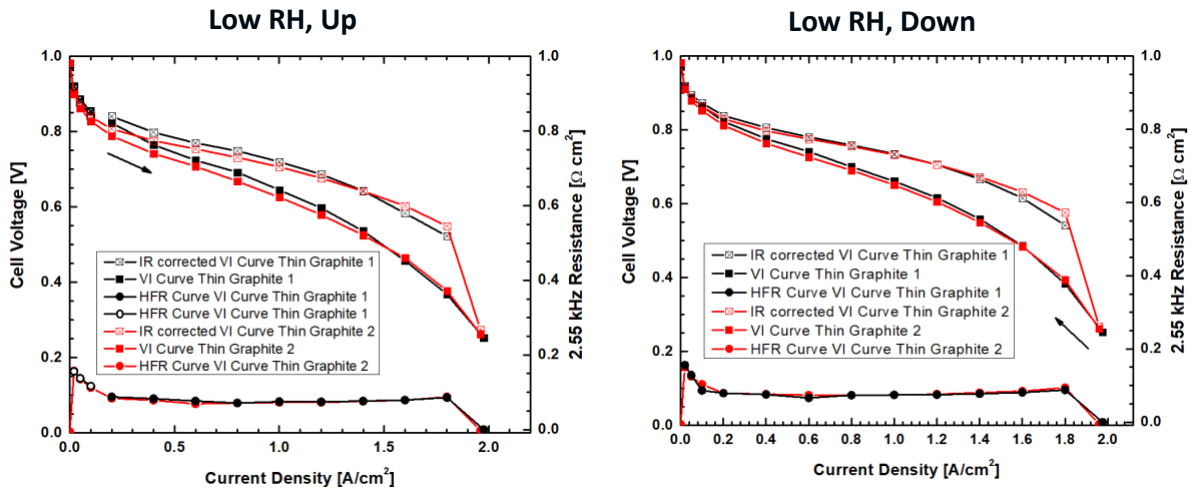 Low RH, Up
1.0
0.8
0.6
0.4
0.2
0.0
Cell Voltage [V]
1.0
0.8
0.6
0.4
0.2
0.0
2.55 kHz Resistance [Ω cm²]
IR corrected VI Curve Thin Graphite 1
VI Curve Thin Graphite 1
HFR Curve VI Curve Thin Graphite 1
HFR Curve VI Curve Thin Graphite 1
IR corrected VI Curve Thin Graphite 2
VI Curve Thin Graphite 2
HFR Curve VI Curve Thin Graphite 2
0.0 0.4 0.8 1.2 1.6 2.0
Current Density [A/cm²]
Low RH, Down
1.0
0.8
0.6
0.4
0.2
0.0
Cell Voltage [V]
1.0
0.8
0.6
0.4
0.2
0.0
2.55 kHz Resistance [Ω cm²]
IR corrected VI Curve Thin Graphite 1
VI Curve Thin Graphite 1
HFR Curve VI Curve Thin Graphite 1
IR corrected VI Curve Thin Graphite 2
VI Curve Thin Graphite 2
HFR Curve VI Curve Thin Graphite 2
0.0 0.2 0.4 0.6 0.8 1.0 1.2 1.4 1.6 1.8 2.0
Current Density [A/cm²]